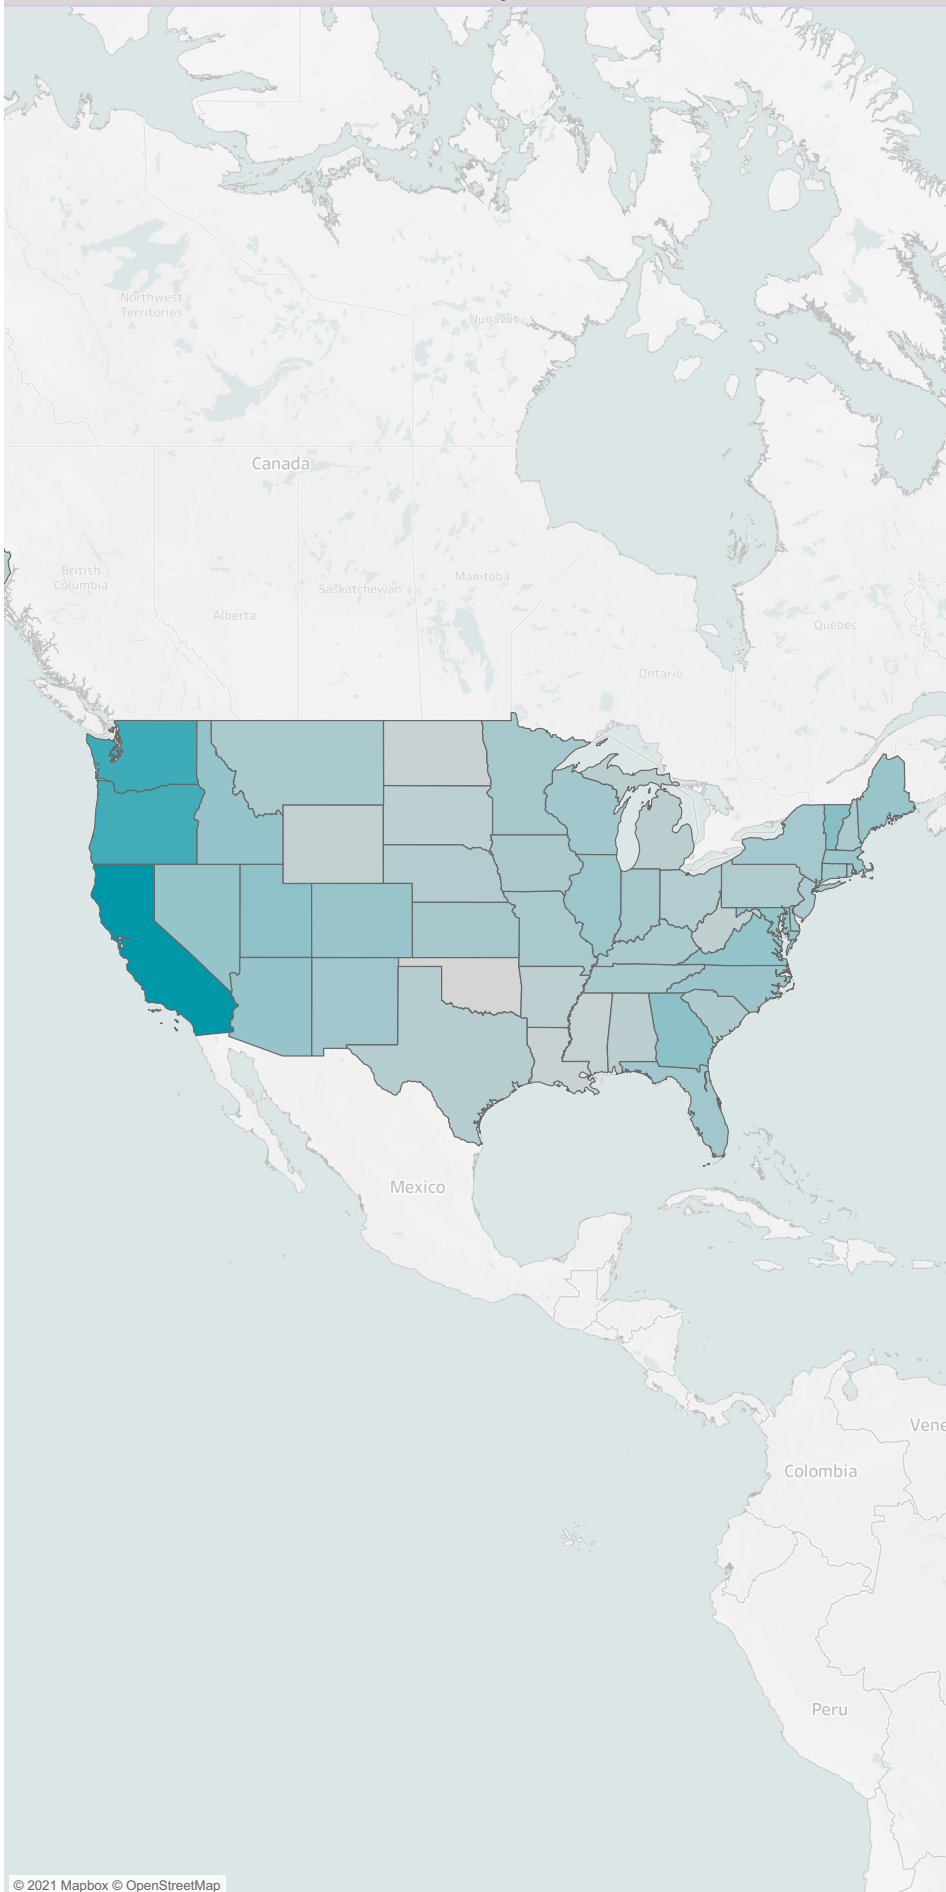 Northwest
Territories
Nunavut
Canada
British
Columbia
Alberta
Saskatchewan
Manitoba
Ontario
Quebec
Mexico
Vene
Colombia
Peru
© 2021 Mapbox © OpenStreetMap